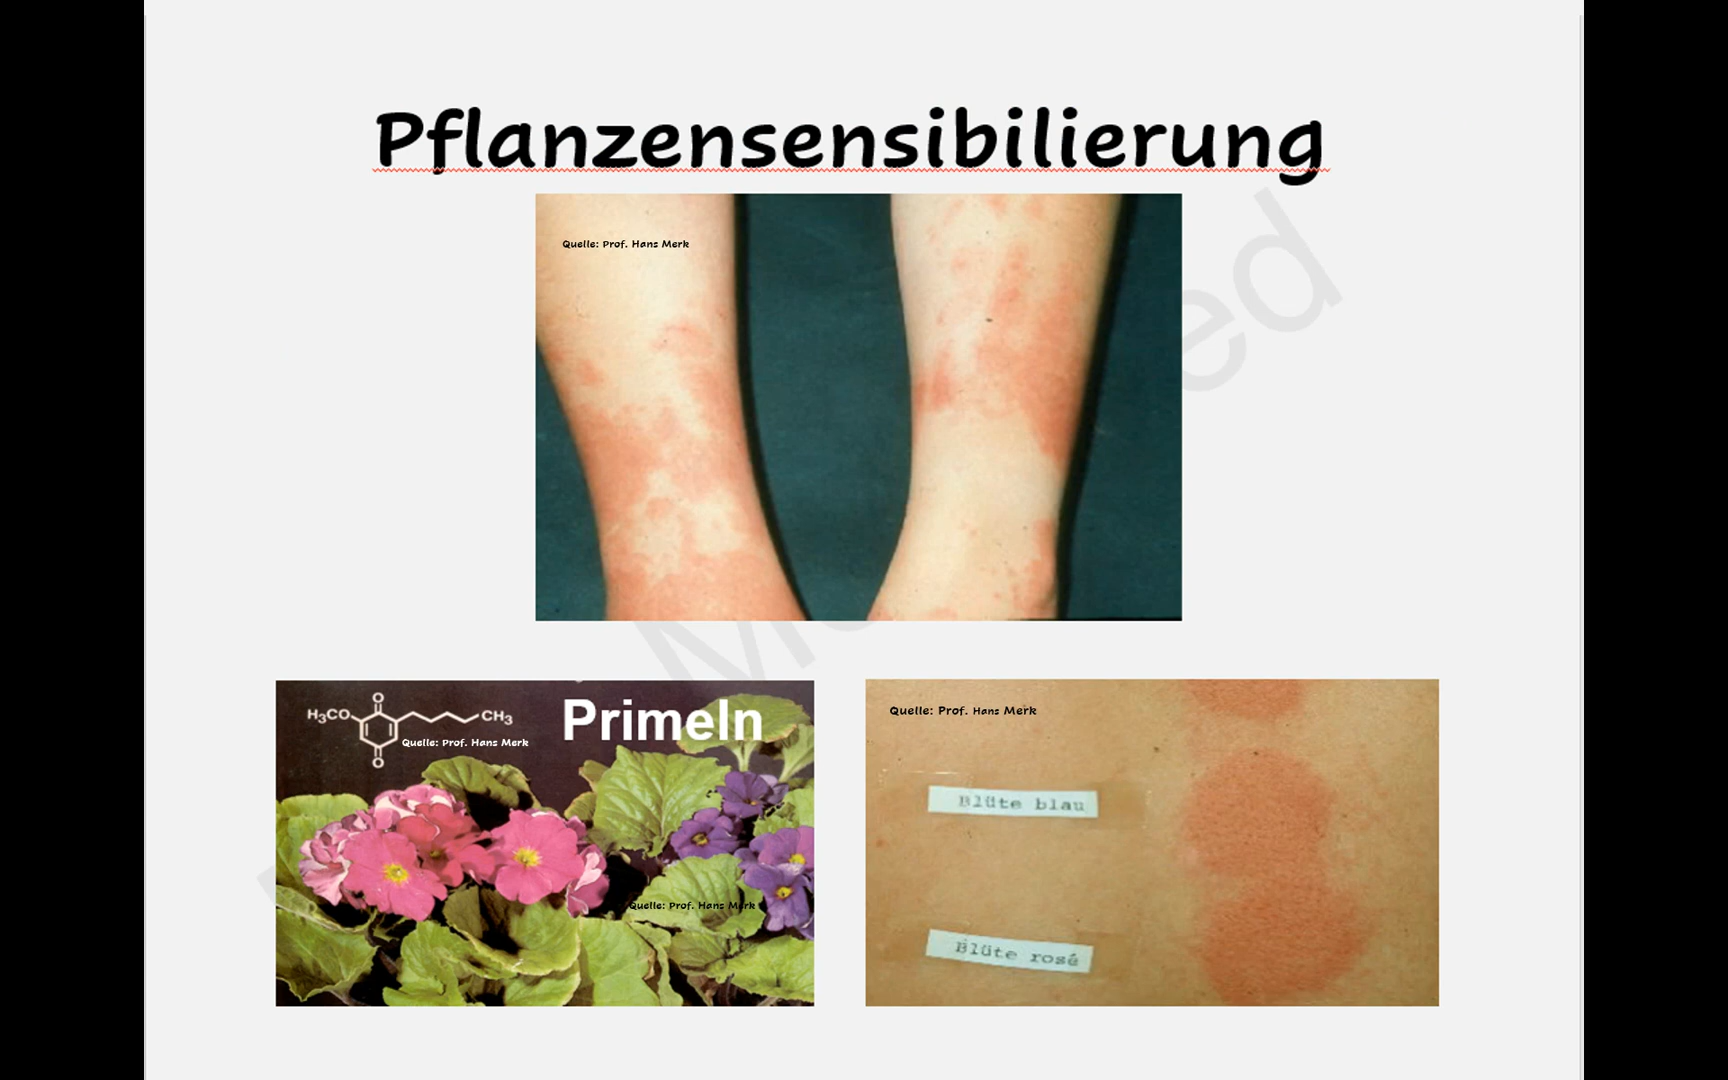 Pflanzensensibilierung
Quelle: Prof. Hans Merk
H₃CO
O
CH₃
O
Quelle: Prof. Hans Merk
Primeln
Quelle: Prof. Hans Merk
Quelle: Prof. Hans Merk
Blüte blau
Blüte rosé